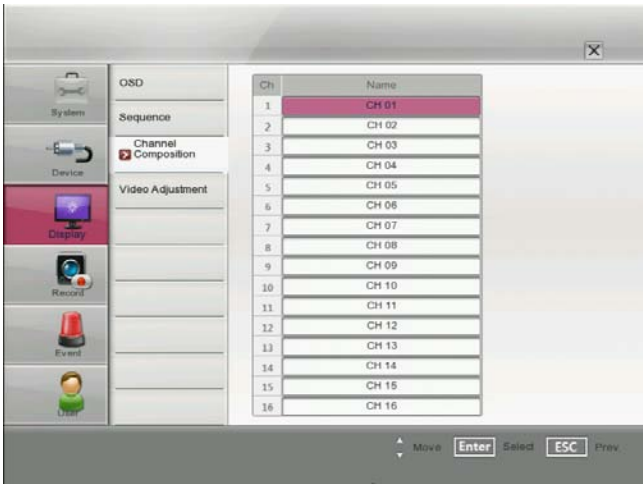 X
System
Device
Display
Record
Event
User
OSD
Sequence
Channel
Composition
Video Adjustment
Ch Name
1 CH 01
2 CH 02
3 CH 03
4 CH 04
5 CH 05
6 CH 06
7 CH 07
8 CH 08
9 CH 09
10 CH 10
11 CH 11
12 CH 12
13 CH 13
14 CH 14
15 CH 15
16 CH 16
Move Enter Select ESC Prev.